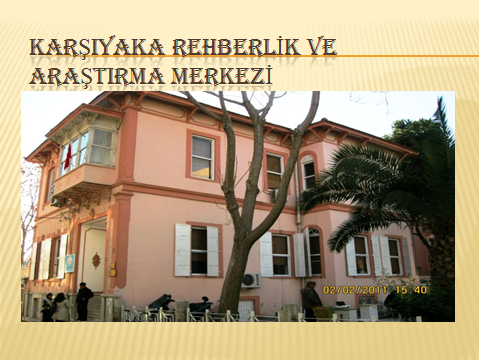 KARŞIYAKA REHBERLİK VE
ARAŞTIRMA MERKEZİ
02/02/2011 15:40